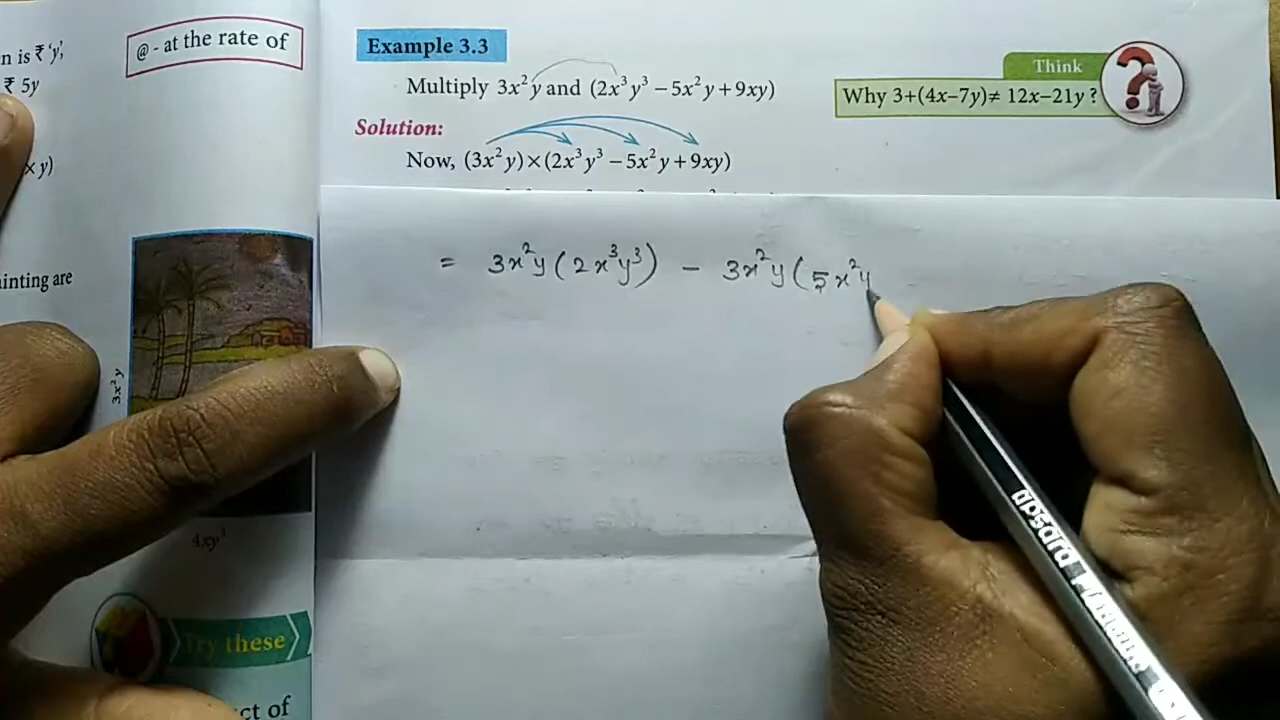 n is ₹ 'y',
₹ 5y
× y)
inting are
@ - at the rate of
3x² y
Try these
ct of
Example 3.3
Multiply 3x²y and (2x³y³ − 5x²y + 9xy)
Solution:
Now, (3x²y)×(2x³y³ − 5x²y + 9xy)
Think
Why 3+(4x−7y)≠ 12x−21y ?
= 3x²y (2x³y³) − 3x²y (5x²y
apsara